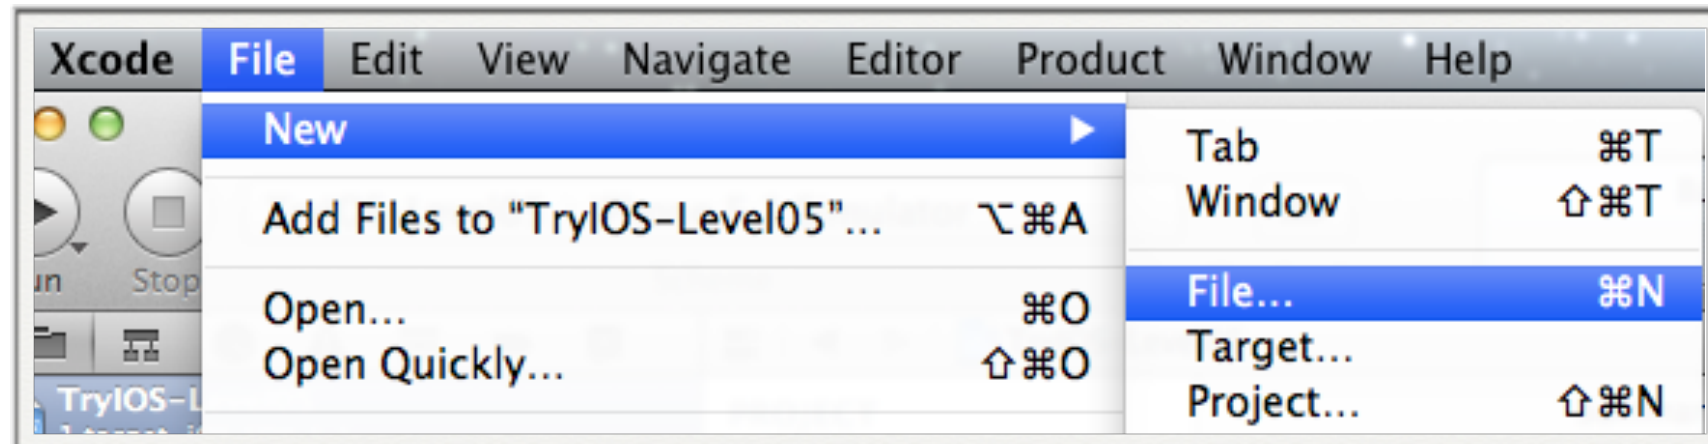 Xcode File Edit View Navigate Editor Product Window Help
New
Add Files to “TryIOS-Level05”... ⌥⌘A
Open... ⌘O
Open Quickly... ⇧⌘O
Tab ⌘T
Window ⇧⌘T
File... ⌘N
Target...
Project... ⇧⌘N
Stop
TryIOS-L